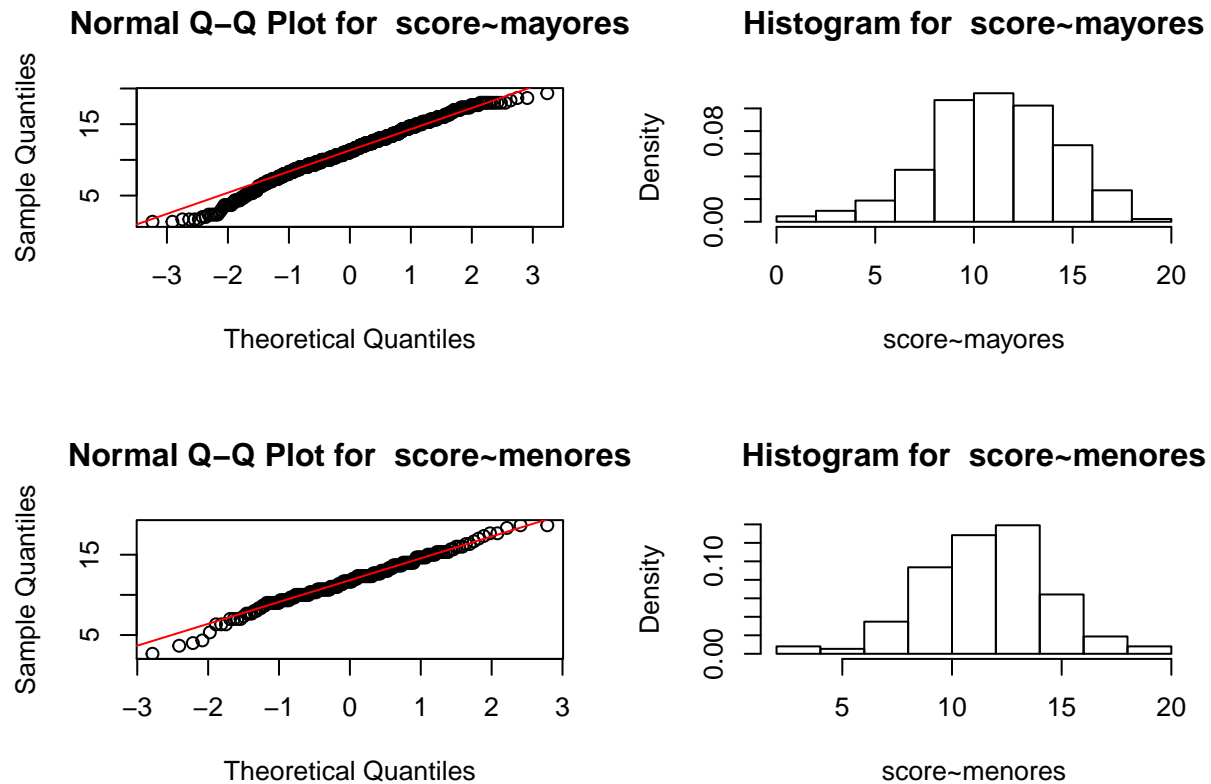 Normal Q−Q Plot for  score~mayores
Sample Quantiles
5 15
−3 −2 −1 0 1 2 3
Theoretical Quantiles
Histogram for  score~mayores
Density
0.00 0.08
0 5 10 15 20
score~mayores
Normal Q−Q Plot for  score~menores
Sample Quantiles
5 15
−3 −2 −1 0 1 2 3
Theoretical Quantiles
Histogram for  score~menores
Density
0.00 0.10
5 10 15 20
score~menores